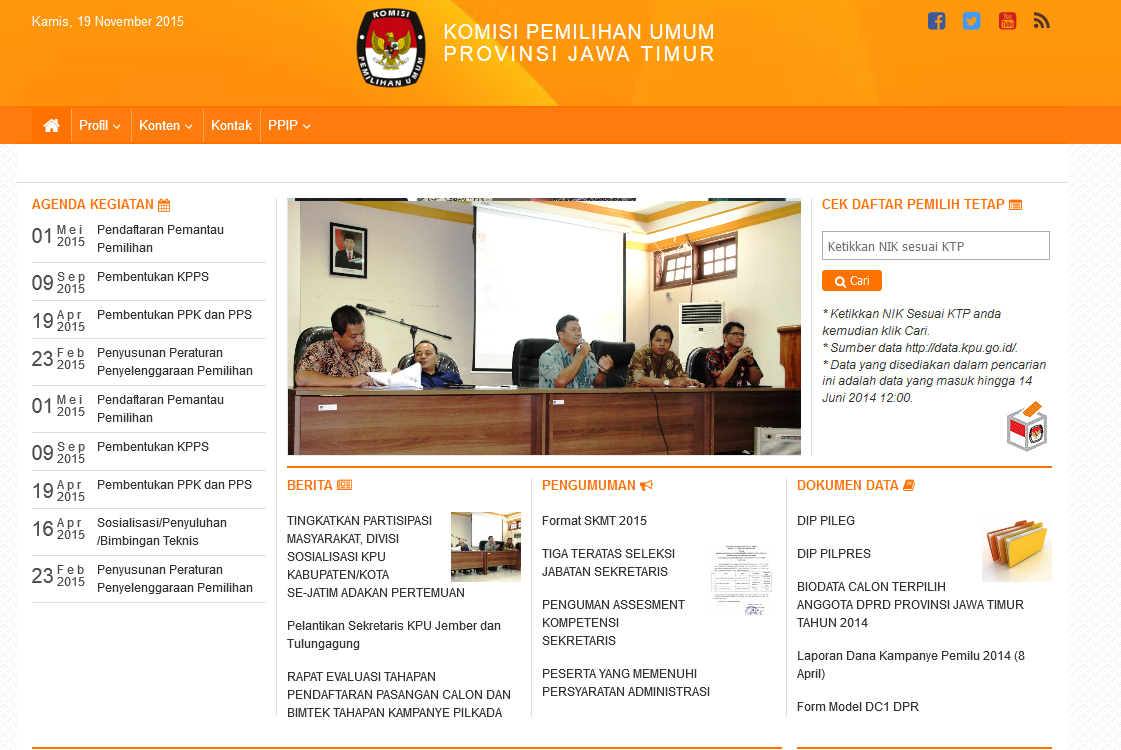 Kamis, 19 November 2015
KOMISI
PEMILIHAN UMUM
KOMISI PEMILIHAN UMUM
PROVINSI JAWA TIMUR
You
Tube
Profil
Konten
Kontak
PPIP
AGENDA KEGIATAN
01 Mei 2015 Pendaftaran Pemantau
Pemilihan
09 Sep 2015 Pembentukan KPPS
19 Apr 2015 Pembentukan PPK dan PPS
23 Feb 2015 Penyusunan Peraturan
Penyelenggaraan Pemilihan
01 Mei 2015 Pendaftaran Pemantau
Pemilihan
09 Sep 2015 Pembentukan KPPS
19 Apr 2015 Pembentukan PPK dan PPS
16 Apr 2015 Sosialisasi/Penyuluhan
/Bimbingan Teknis
23 Feb 2015 Penyusunan Peraturan
Penyelenggaraan Pemilihan
CEK DAFTAR PEMILIH TETAP
Ketikkan NIK sesuai KTP
Cari
* Ketikkan NIK Sesuai KTP anda
kemudian klik Cari.
* Sumber data http://data.kpu.go.id/.
* Data yang disediakan dalam pencarian
ini adalah data yang masuk hingga 14
Juni 2014 12:00.
BERITA
TINGKATKAN PARTISIPASI
MASYARAKAT, DIVISI
SOSIALISASI KPU
KABUPATEN/KOTA
SE-JATIM ADAKAN PERTEMUAN
Pelantikan Sekretaris KPU Jember dan
Tulungagung
RAPAT EVALUASI TAHAPAN
PENDAFTARAN PASANGAN CALON DAN
BIMTEK TAHAPAN KAMPANYE PILKADA
PENGUMUMAN
Format SKMT 2015
TIGA TERATAS SELEKSI
JABATAN SEKRETARIS
PENGUMAN ASSESMENT
KOMPETENSI
SEKRETARIS
PESERTA YANG MEMENUHI
PERSYARATAN ADMINISTRASI
DOKUMEN DATA
DIP PILEG
DIP PILPRES
BIODATA CALON TERPILIH
ANGGOTA DPRD PROVINSI JAWA TIMUR
TAHUN 2014
Laporan Dana Kampanye Pemilu 2014 (8
April)
Form Model DC1 DPR